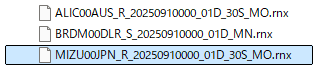 ALIC00AUS_R_20250910000_01D_30S_MO.rnx
BRDM00DLR_S_20250910000_01D_MN.rnx
MIZU00JPN_R_20250910000_01D_30S_MO.rnx